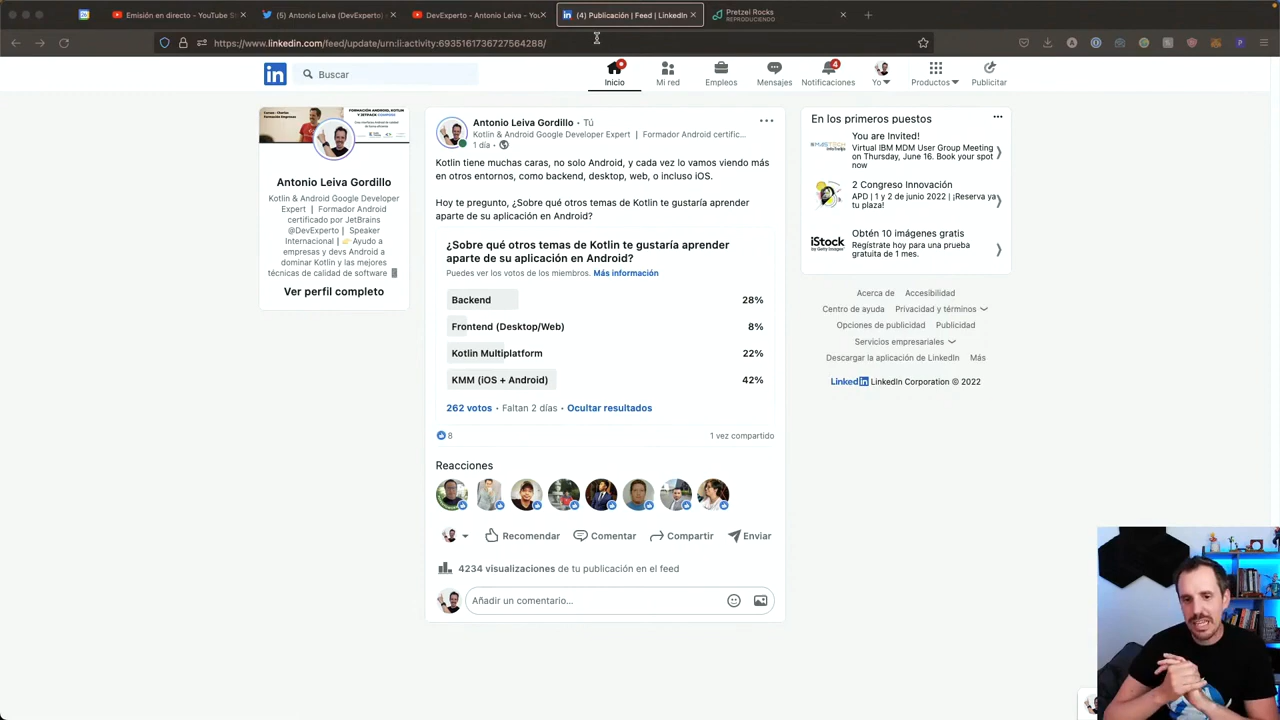 Emisión en directo - YouTube S
(5) Antonio Leiva (DevExperto)
DevExperto - Antonio Leiva - You
(4) Publicación | Feed | LinkedIn
Pretzel Rocks
REPRODUCIENDO
https://www.linkedin.com/feed/update/urn:li:activity:6935161736727564288/
Buscar
Inicio
Mi red
Empleos
Mensajes
4
Notificaciones
Yo
Productos
Publicitar
FORMACIÓN ANDROID, KOTLIN
Antonio Leiva Gordillo
Kotlin & Android Google Developer
Expert | Formador Android
certificado por JetBrains
@DevExperto | Speaker
Internacional | 👉 Ayudo a
empresas y devs Android a
dominar Kotlin y las mejores
técnicas de calidad de software
Ver perfil completo
Antonio Leiva Gordillo • Tú
Kotlin & Android Google Developer Expert | Formador Android certific...
1 día •
Kotlin tiene muchas caras, no solo Android, y cada vez lo vamos viendo más
en otros entornos, como backend, desktop, web, o incluso iOS.
Hoy te pregunto, ¿Sobre qué otros temas de Kotlin te gustaría aprender
aparte de su aplicación en Android?
¿Sobre qué otros temas de Kotlin te gustaría aprender
aparte de su aplicación en Android?
Puedes ver los votos de los miembros. Más información
Backend 28%
Frontend (Desktop/Web) 8%
Kotlin Multiplatform 22%
KMM (iOS + Android) 42%
262 votos • Faltan 2 días • Ocultar resultados
8
1 vez compartido
Reacciones
Recomendar
Comentar
Compartir
Enviar
4234 visualizaciones de tu publicación en el feed
Añadir un comentario...
En los primeros puestos
You are Invited!
Virtual IBM MDM User Group Meeting
on Thursday, June 16. Book your spot
now
2 Congreso Innovación
APD | 1 y 2 de junio 2022 | ¡Reserva ya
tu plaza!
iStock
by Getty Images
Obtén 10 imágenes gratis
Regístrate hoy para una prueba
gratuita de 1 mes.
Acerca de
Accesibilidad
Centro de ayuda
Privacidad y términos
Opciones de publicidad
Publicidad
Servicios empresariales
Descargar la aplicación de LinkedIn
Más
LinkedIn LinkedIn Corporation © 2022